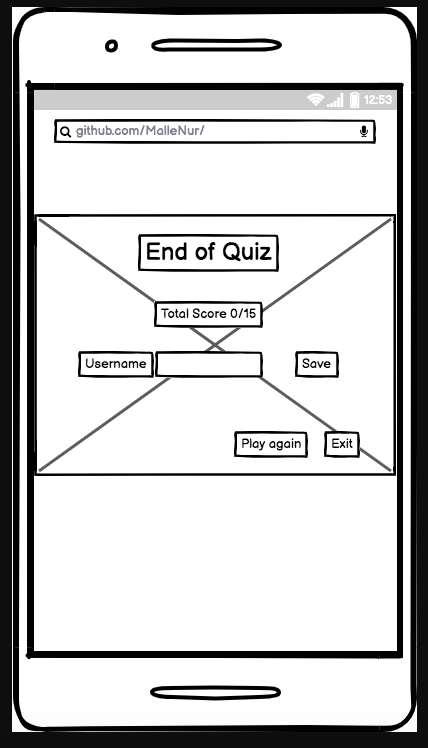 12:53
github.com/MalleNur/
End of Quiz
Total Score 0/15
Username Save
Play again Exit